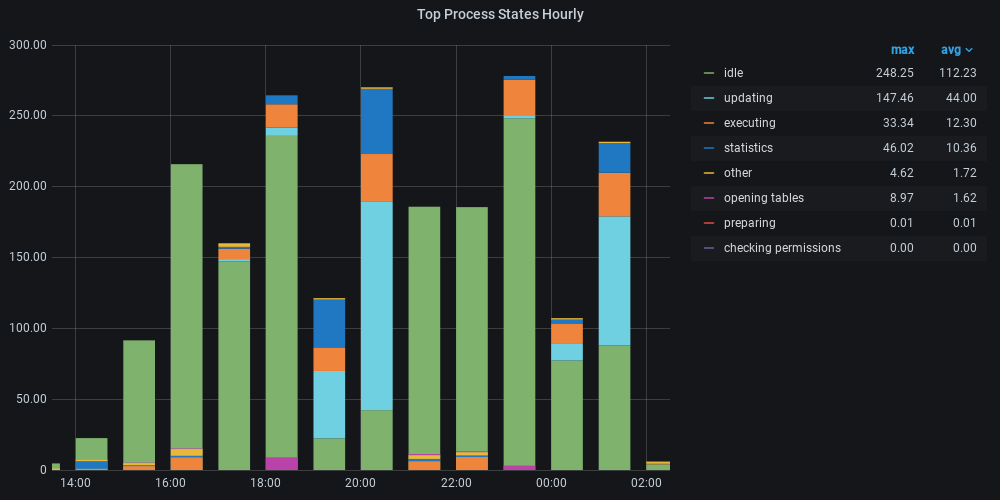 Top Process States Hourly
300.00
250.00
200.00
150.00
100.00
50.00
0
14:00 16:00 18:00 20:00 22:00 00:00 02:00
max avg
idle 248.25 112.23
updating 147.46 44.00
executing 33.34 12.30
statistics 46.02 10.36
other 4.62 1.72
opening tables 8.97 1.62
preparing 0.01 0.01
checking permissions 0.00 0.00